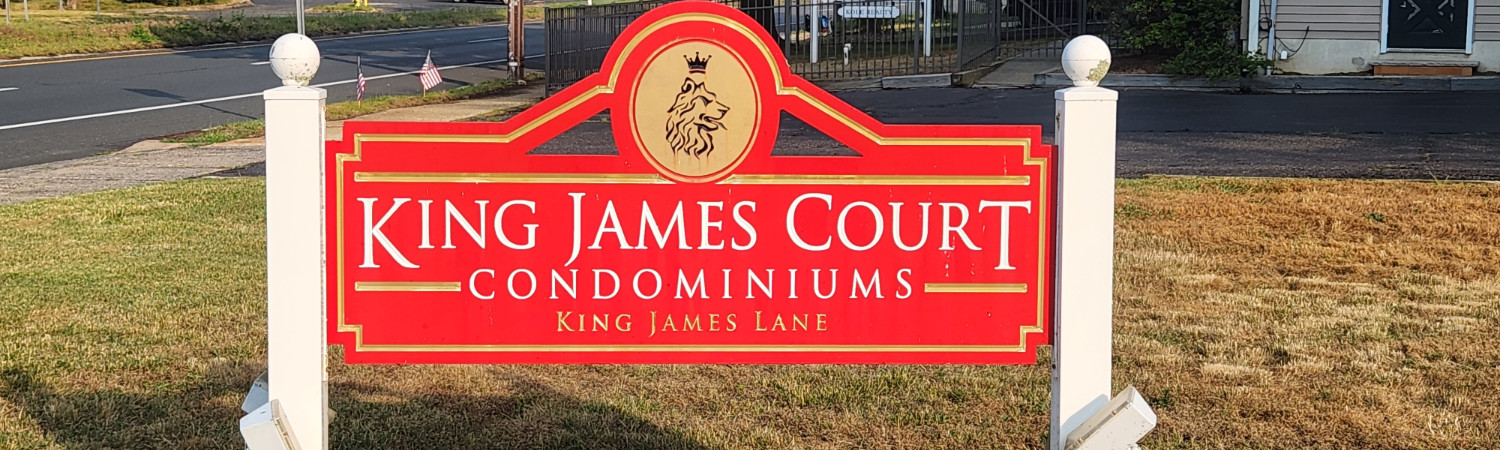 King James Court
Condominiums
King James Lane